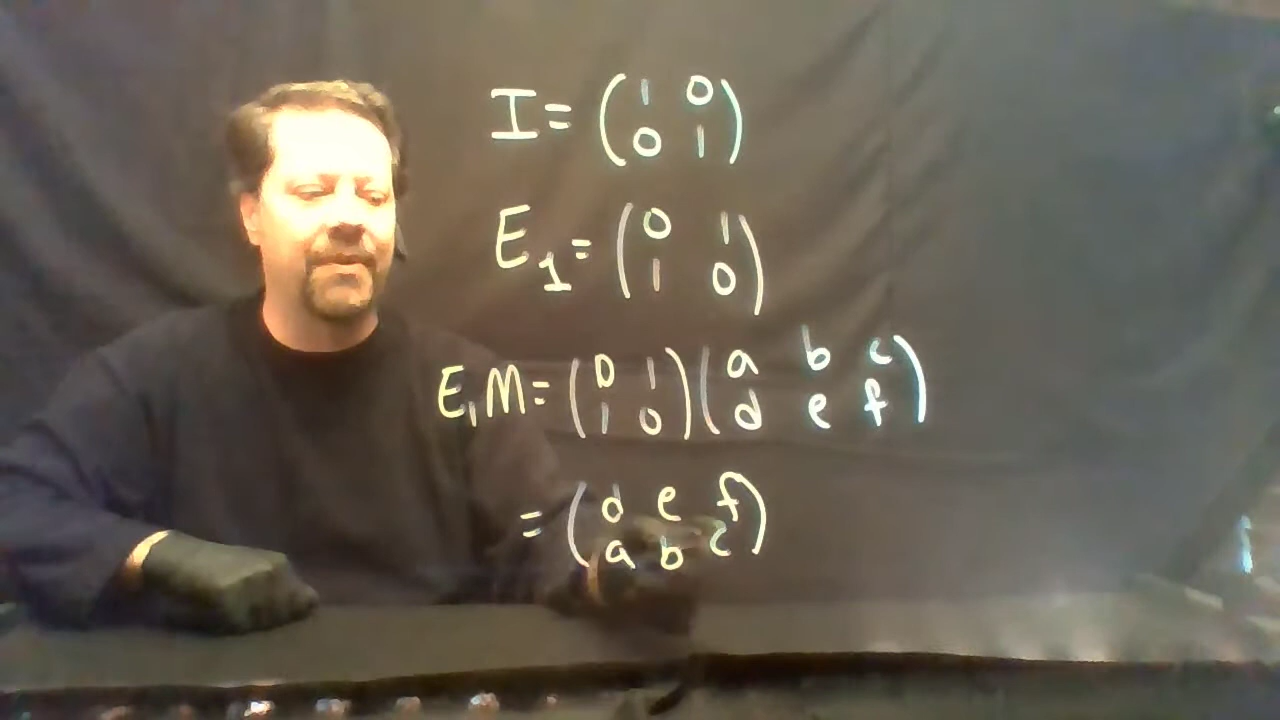 I = ( 1 0
0 1 )
E₁ = ( 0 1
1 0 )
E₁M = ( 0 1 ) ( a b c
1 0 ) ( d e f )
= ( d e f
a b c )